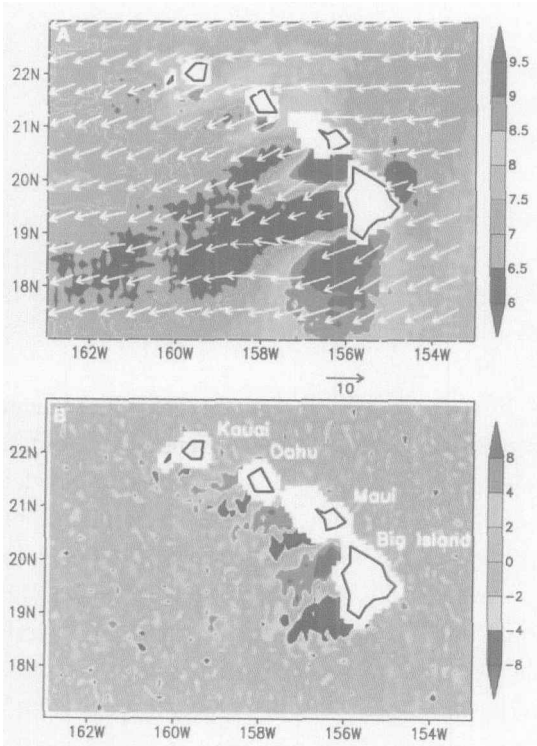 A
22N
21N
20N
19N
18N
162W 160W 158W 156W 154W
9.5
9
8.5
8
7.5
7
6.5
6
10
B
Kauai
Oahu
Maui
Big Island
22N
21N
20N
19N
18N
162W 160W 158W 156W 154W
8
4
2
0
-2
-4
-8